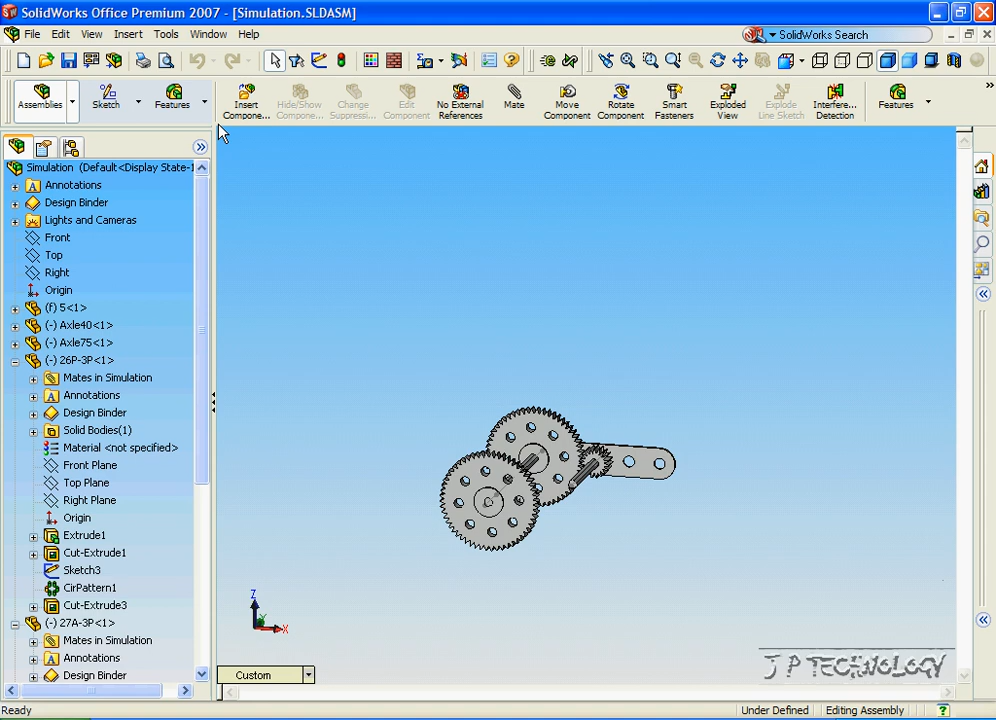 SolidWorks Office Premium 2007 - [Simulation.SLDASM]
File Edit View Insert Tools Window Help
SolidWorks Search
Assemblies
Sketch
Features
Insert Compone...
Hide/Show Compone...
Change Suppressi...
Edit Component
No External References
Mate
Move Component
Rotate Component
Smart Fasteners
Exploded View
Explode Line Sketch
Interfere... Detection
Features
Simulation (Default<Display State-1
Annotations
Design Binder
Lights and Cameras
Front
Top
Right
Origin
(f) 5<1>
(-) Axle40<1>
(-) Axle75<1>
(-) 26P-3P<1>
Mates in Simulation
Annotations
Design Binder
Solid Bodies(1)
Material <not specified>
Front Plane
Top Plane
Right Plane
Origin
Extrude1
Cut-Extrude1
Sketch3
CirPattern1
Cut-Extrude3
(-) 27A-3P<1>
Mates in Simulation
Annotations
Design Binder
Z
X
Custom
J P TECHNOLOGY
Ready
Under Defined
Editing Assembly